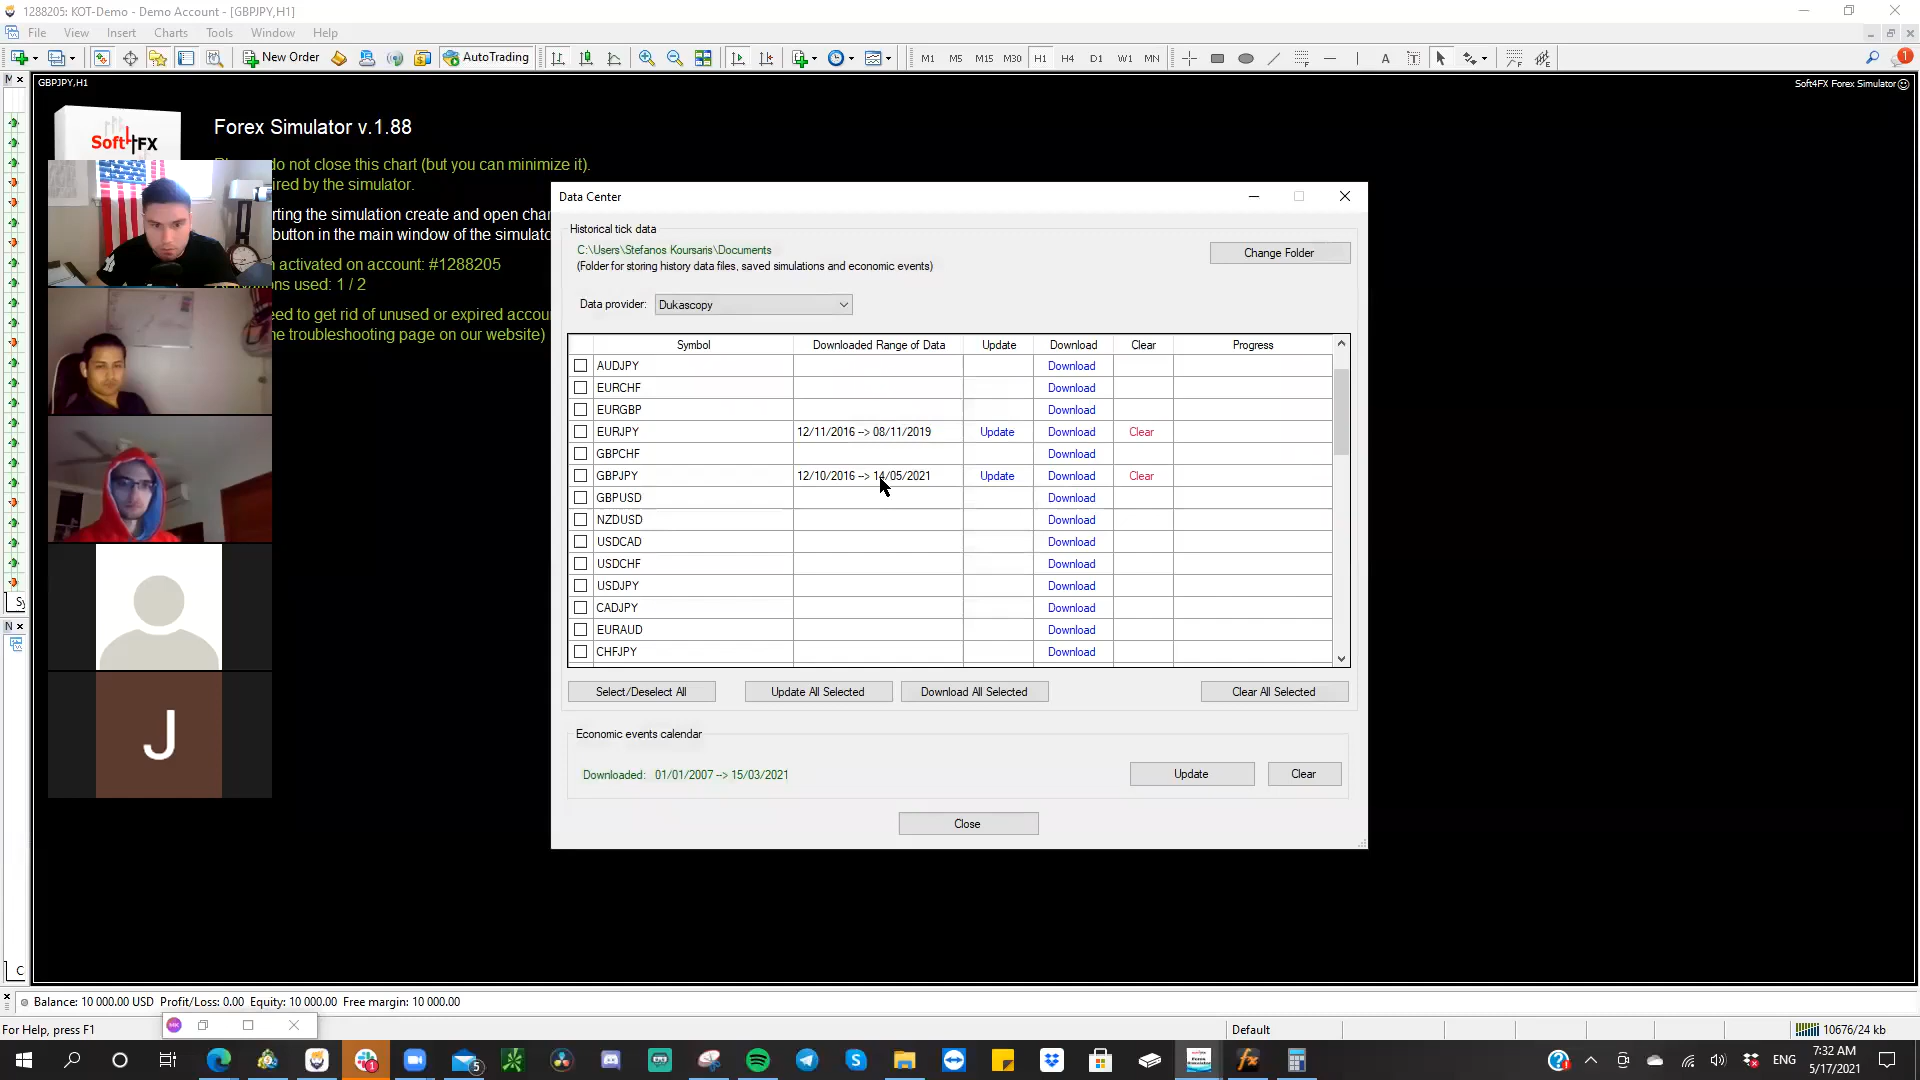 1288205: KOT-Demo - Demo Account - [GBPJPY,H1]
File View Insert Charts Tools Window Help
New Order AutoTrading M1 M5 M15 M30 H1 H4 D1 W1 MN A T 1
M
GBPJPY,H1
Soft4FX Forex Simulator
Soft4FX
Forex Simulator v.1.88
do not close this chart (but you can minimize it).
ired by the simulator.
rting the simulation create and open char
button in the main window of the simulato
activated on account: #1288205
ns used: 1 / 2
eed to get rid of unused or expired accou
e troubleshooting page on our website)
Data Center
Historical tick data
C:\Users\Stefanos Koursaris\Documents
(Folder for storing history data files, saved simulations and economic events)
Change Folder
Data provider: Dukascopy
Symbol Downloaded Range of Data Update Download Clear Progress
AUDJPY Download
EURCHF Download
EURGBP Download
EURJPY 12/11/2016 --> 08/11/2019 Update Download Clear
GBPCHF Download
GBPJPY 12/10/2016 --> 14/05/2021 Update Download Clear
GBPUSD Download
NZDUSD Download
USDCAD Download
USDCHF Download
USDJPY Download
CADJPY Download
EURAUD Download
CHFJPY Download
Select/Deselect All Update All Selected Download All Selected Clear All Selected
Economic events calendar
Downloaded: 01/01/2007 --> 15/03/2021 Update Clear
Close
Sy
N
J
C
Balance: 10 000.00 USD Profit/Loss: 0.00 Equity: 10 000.00 Free margin: 10 000.00
For Help, press F1
MK
Default
10676/24 kb
5
1
ENG
7:32 AM
5/17/2021